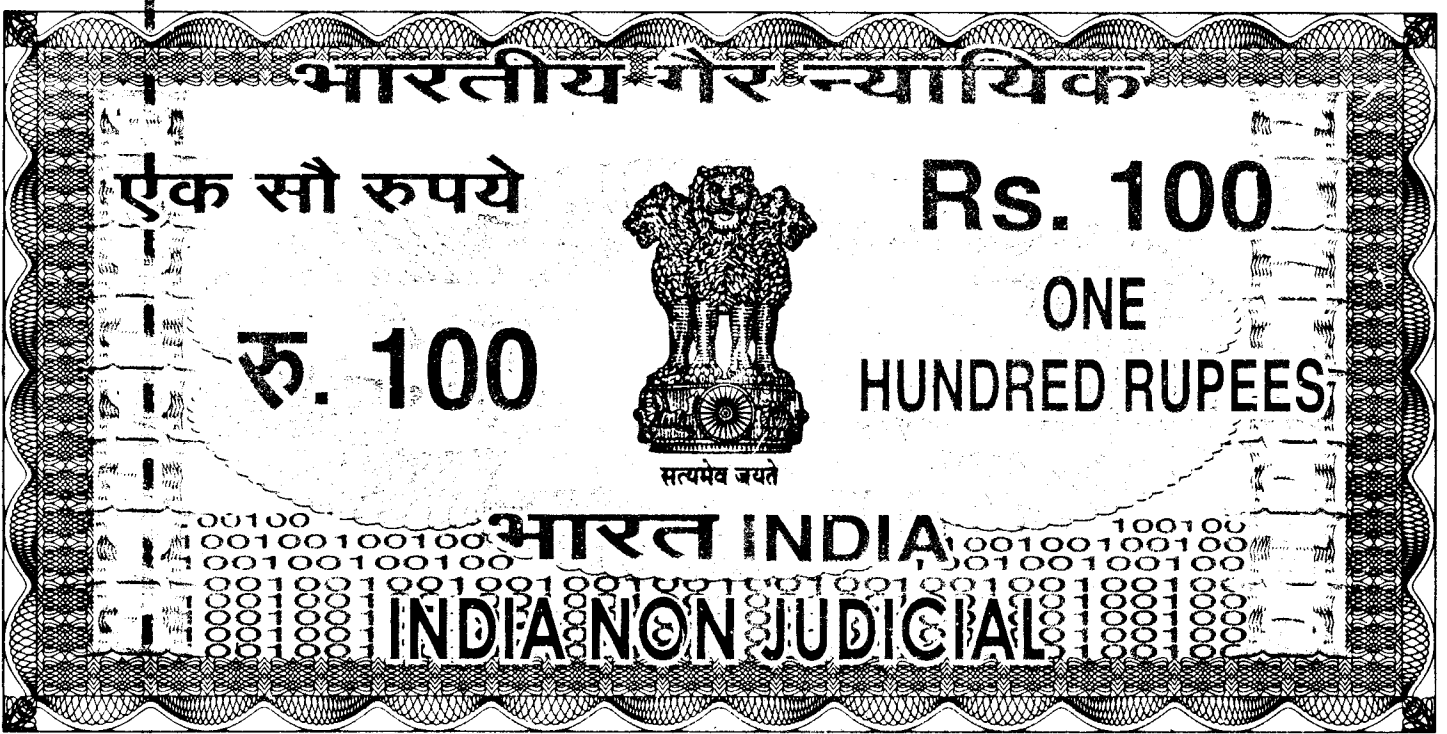 भारतीय गैर न्यायिक
एक सौ रुपये
Rs. 100
रु. 100
ONE
HUNDRED RUPEES
सत्यमेव जयते
भारत INDIA
INDIA NON JUDICIAL